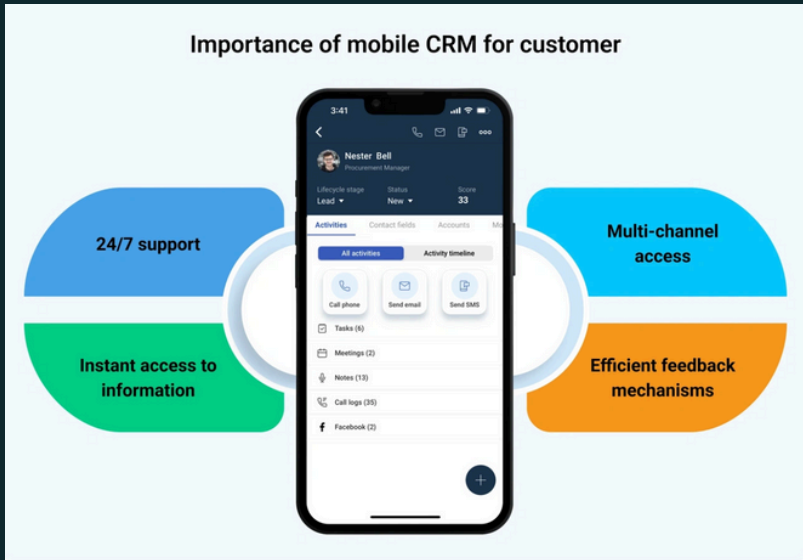 Importance of mobile CRM for customer
24/7 support
Instant access to
information
3:41
Nester Bell
Procurement Manager
Lifecycle stage Status Score
Lead New 33
Activities Contact fields Accounts Mo
All activities Activity timeline
Call phone Send email Send SMS
Tasks (6)
Meetings (2)
Notes (13)
Call logs (35)
Facebook (2)
Multi-channel
access
Efficient feedback
mechanisms